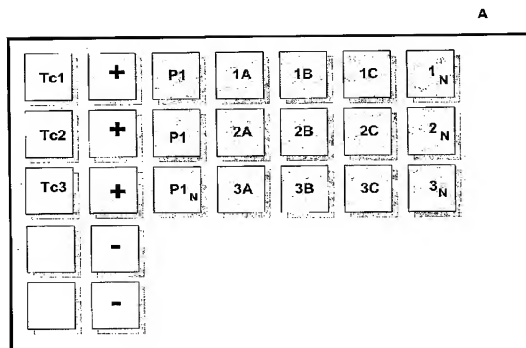 A
Tc1 + P1 1A 1B 1C 1N
Tc2 + P1 2A 2B 2C 2N
Tc3 + P1N 3A 3B 3C 3N
-
-